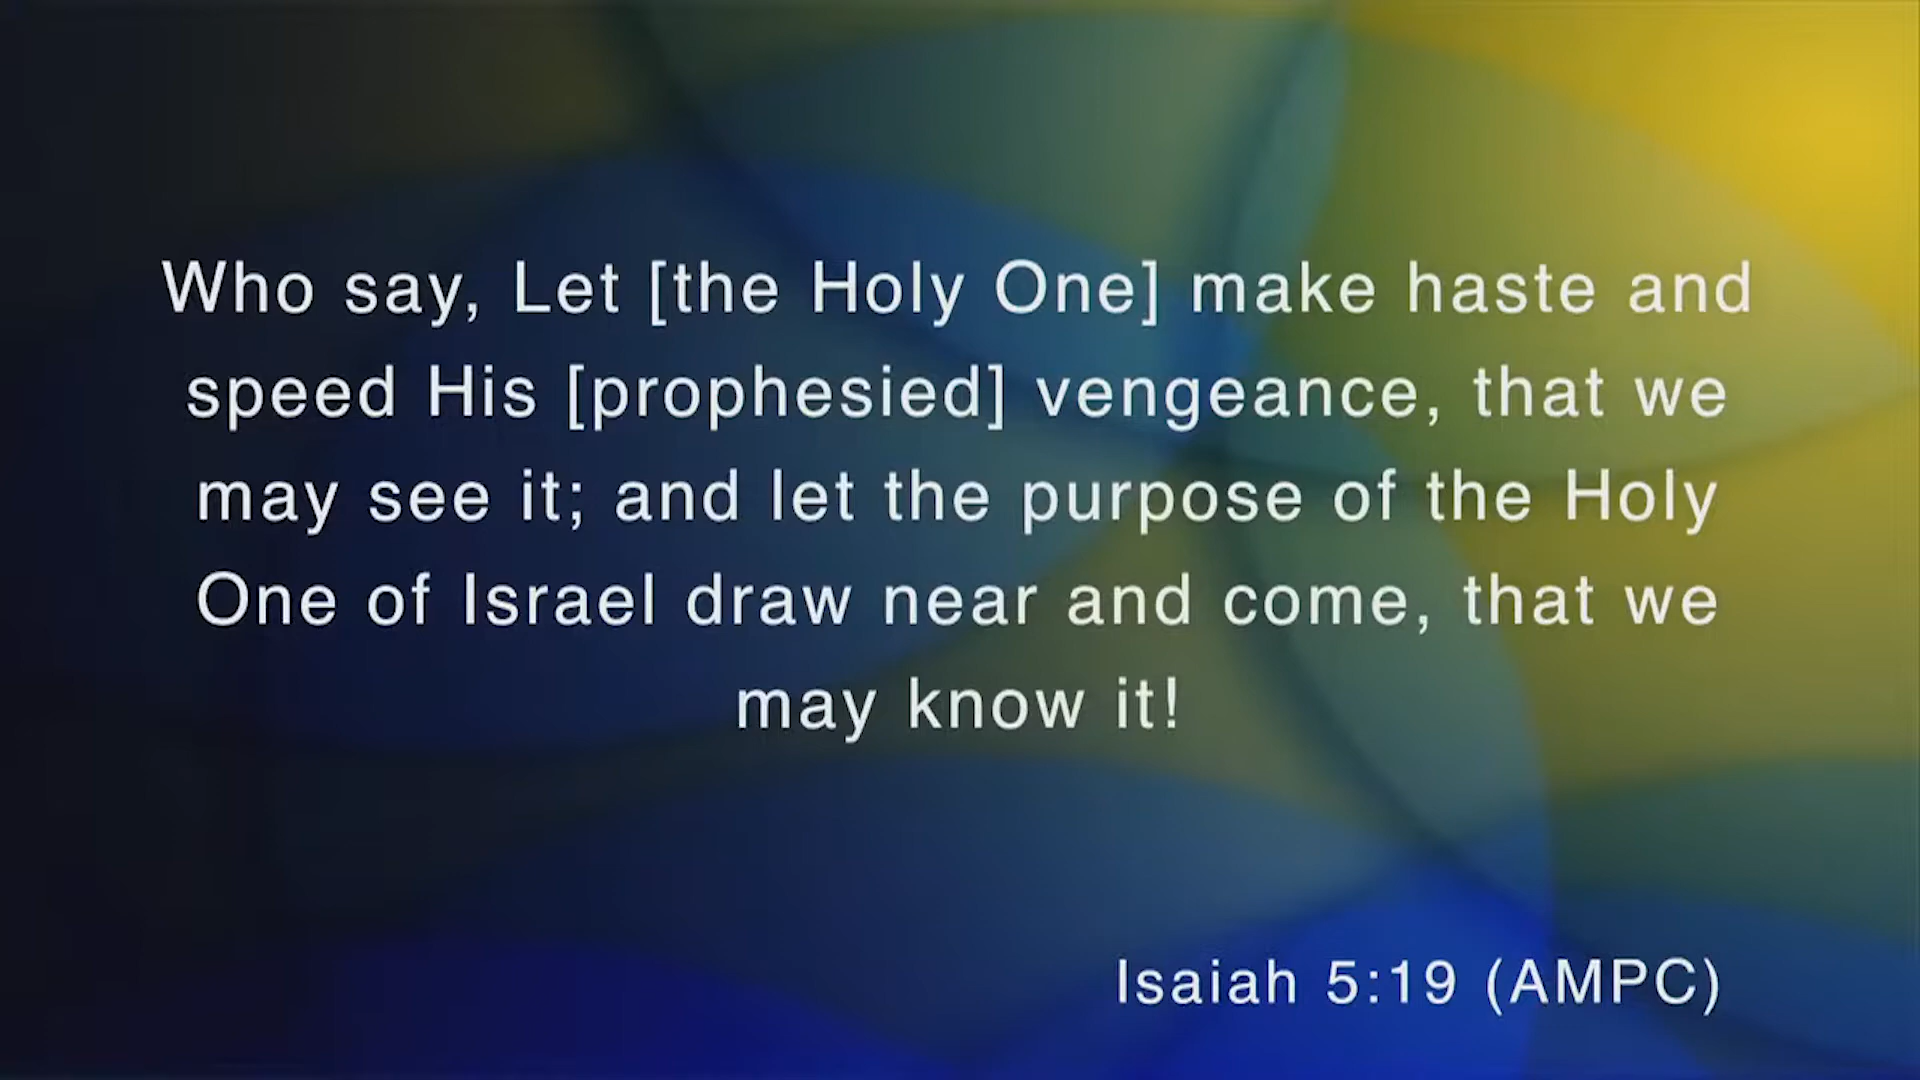 Who say, Let [the Holy One] make haste and
speed His [prophesied] vengeance, that we
may see it; and let the purpose of the Holy
One of Israel draw near and come, that we
may know it!
Isaiah 5:19 (AMPC)